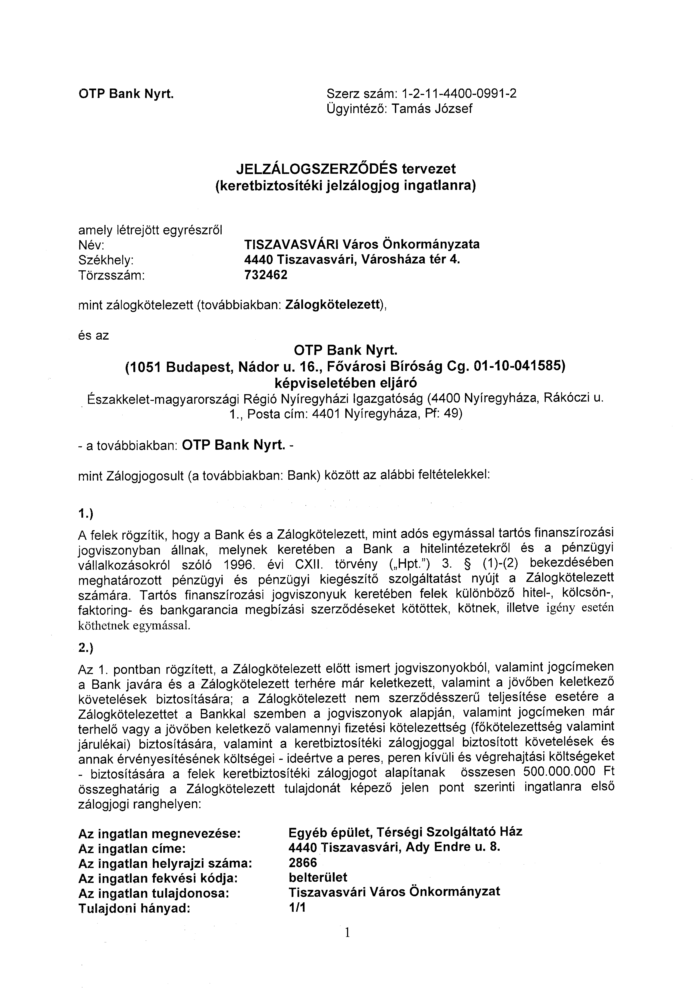 OTP Bank Nyrt.
Szerz szám: 1-2-11-4400-0991-2
Ügyintéző: Tamás József
JELZÁLOGSZERZŐDÉS tervezet
(keretbiztosítéki jelzálogjog ingatlanra)
amely létrejött egyrészről
Név: TISZAVASVÁRI Város Önkormányzata
Székhely: 4440 Tiszavasvári, Városháza tér 4.
Törzsszám: 732462
mint zálogkötelezett (továbbiakban: Zálogkötelezett),
és az
OTP Bank Nyrt.
(1051 Budapest, Nádor u. 16., Fővárosi Bíróság Cg. 01-10-041585)
képviseletében eljáró
Északkelet-magyarországi Régió Nyíregyházi Igazgatóság (4400 Nyíregyháza, Rákóczi u.
1., Posta cím: 4401 Nyíregyháza, Pf: 49)
- a továbbiakban: OTP Bank Nyrt. -
mint Zálogjogosult (a továbbiakban: Bank) között az alábbi feltételekkel:
1.)
A felek rögzítik, hogy a Bank és a Zálogkötelezett, mint adós egymással tartós finanszírozási
jogviszonyban állnak, melynek keretében a Bank a hitelintézetekről és a pénzügyi
vállalkozásokról szóló 1996. évi CXII. törvény („Hpt.”) 3. § (1)-(2) bekezdésében
meghatározott pénzügyi és pénzügyi kiegészítő szolgáltatást nyújt a Zálogkötelezett
számára. Tartós finanszírozási jogviszonyuk keretében felek különböző hitel-, kölcsön-,
faktoring- és bankgarancia megbízási szerződéseket kötöttek, kötnek, illetve igény esetén
köthetnek egymással.
2.)
Az 1. pontban rögzített, a Zálogkötelezett előtt ismert jogviszonyokból, valamint jogcímeken
a Bank javára és a Zálogkötelezett terhére már keletkezett, valamint a jövőben keletkező
követelések biztosítására; a Zálogkötelezett nem szerződésszerű teljesítése esetére a
Zálogkötelezettet a Bankkal szemben a jogviszonyok alapján, valamint jogcímeken már
terhelő vagy a jövőben keletkező valamennyi fizetési kötelezettség (főkötelezettség valamint
járulékai) biztosítására, valamint a keretbiztosítéki zálogjoggal biztosított követelések és
annak érvényesítésének költségei - ideértve a peres, peren kívüli és végrehajtási költségeket
- biztosítására a felek keretbiztosítéki zálogjogot alapítanak összesen 500.000.000 Ft
összeghatárig a Zálogkötelezett tulajdonát képező jelen pont szerinti ingatlanra első
zálogjogi ranghelyen:
Az ingatlan megnevezése: Egyéb épület, Térségi Szolgáltató Ház
Az ingatlan címe: 4440 Tiszavasvári, Ady Endre u. 8.
Az ingatlan helyrajzi száma: 2866
Az ingatlan fekvési kódja: belterület
Az ingatlan tulajdonosa: Tiszavasvári Város Önkormányzat
Tulajdoni hányad: 1/1
1